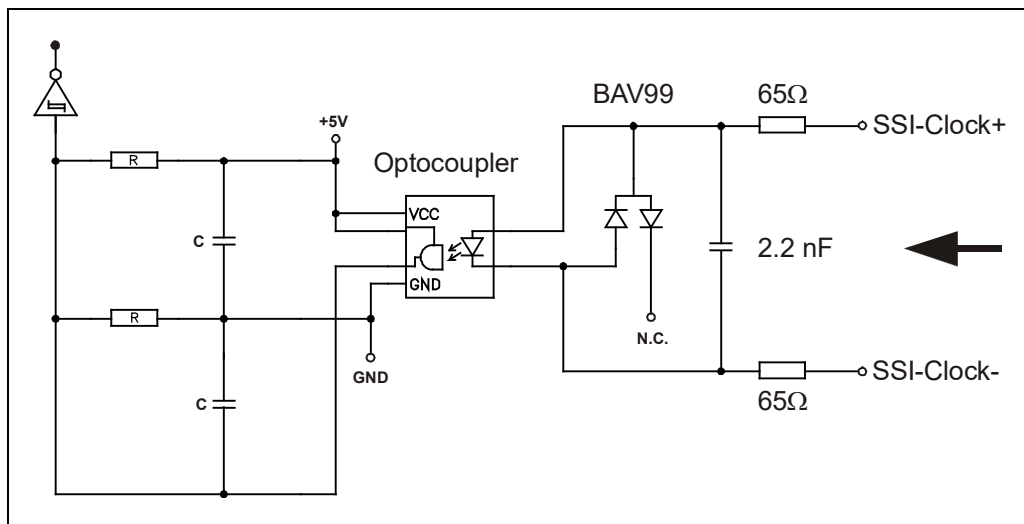 BAV99
65Ω
SSI-Clock+
+5V
Optocoupler
R
VCC
C
2.2 nF
GND
R
N.C.
GND
SSI-Clock-
65Ω
C